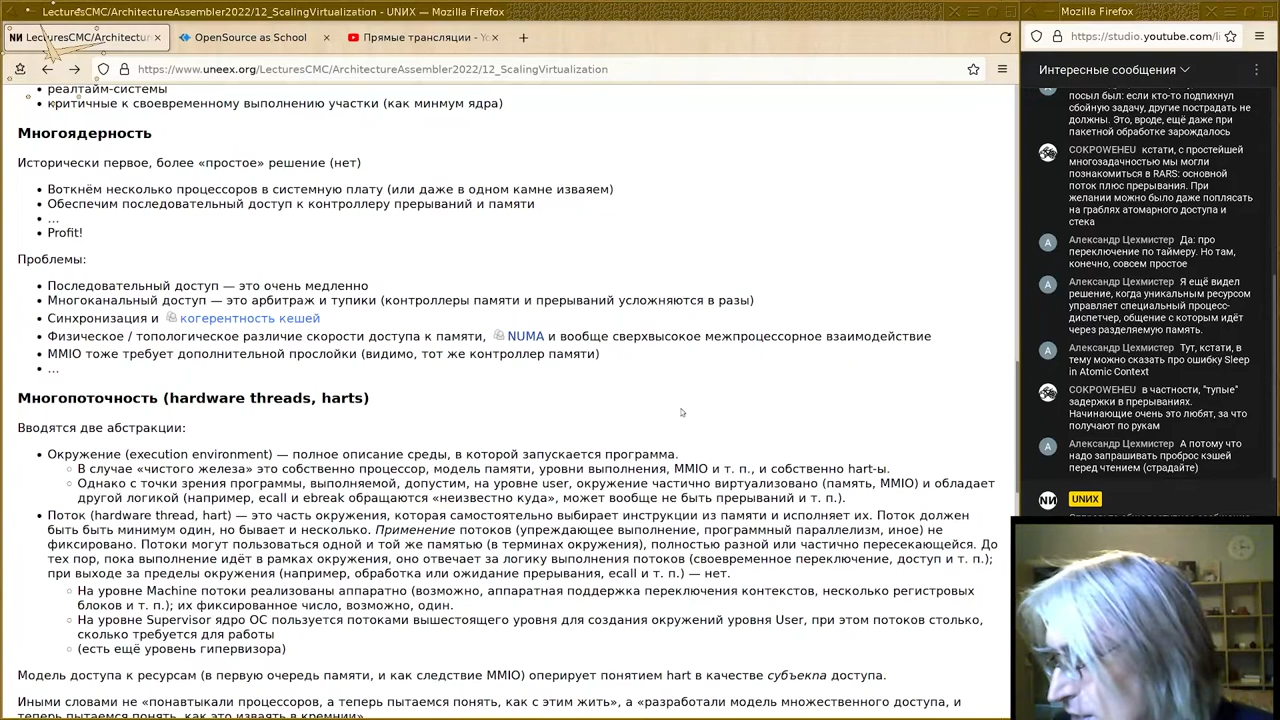 LecturesCMC/ArchitectureAssembler2022/12_ScalingVirtualization - UNИX — Mozilla Firefox
Mozilla Firefox
LecturesCMC/Architectur
OpenSource as School
Прямые трансляции - Yo
https://studio.youtube.com/li
https://www.uneex.org/LecturesCMC/ArchitectureAssembler2022/12_ScalingVirtualization
реалтайм-системы
критичные к своевременному выполнению участки (как минмум ядра)
Многоядерность
Исторически первое, более «простое» решение (нет)
Воткнём несколько процессоров в системную плату (или даже в одном камне изваяем)
Обеспечим последовательный доступ к контроллеру прерываний и памяти
…
Profit!
Проблемы:
Последовательный доступ — это очень медленно
Многоканальный доступ — это арбитраж и тупики (контроллеры памяти и прерываний усложняются в разы)
Синхронизация и когерентность кешей
Физическое / топологическое различие скорости доступа к памяти, NUMA и вообще сверхвысокое межпроцессорное взаимодействие
MMIO тоже требует дополнительной прослойки (видимо, тот же контроллер памяти)
…
Многопоточность (hardware threads, harts)
Вводятся две абстракции:
Окружение (execution environment) — полное описание среды, в которой запускается программа.
В случае «чистого железа» это собственно процессор, модель памяти, уровни выполнения, MMIO и т. п., и собственно hart-ы.
Однако с точки зрения программы, выполняемой, допустим, на уровне user, окружение частично виртуализовано (память, MMIO) и обладает
другой логикой (например, ecall и ebreak обращаются «неизвестно куда», может вообще не быть прерываний и т. п.).
Поток (hardware thread, hart) — это часть окружения, которая самостоятельно выбирает инструкции из памяти и исполняет их. Поток должен
быть быть минимум один, но бывает и несколько. Применение потоков (упреждающее выполнение, программный параллелизм, иное) не
фиксировано. Потоки могут пользоваться одной и той же памятью (в терминах окружения), полностью разной или частично пересекающейся. До
тех пор, пока выполнение идёт в рамках окружения, оно отвечает за логику выполнения потоков (своевременное переключение, доступ и т. п.);
при выходе за пределы окружения (например, обработка или ожидание прерывания, ecall и т. п.) — нет.
На уровне Machine потоки реализованы аппаратно (возможно, аппаратная поддержка переключения контекстов, несколько регистровых
блоков и т. п.); их фиксированное число, возможно, один.
На уровне Supervisor ядро ОС пользуется потоками вышестоящего уровня для создания окружений уровня User, при этом потоков столько,
сколько требуется для работы
(есть ещё уровень гипервизора)
Модель доступа к ресурсам (в первую очередь памяти, и как следствие MMIO) оперирует понятием hart в качестве субъекта доступа.
Иными словами не «понавтыкали процессоров, а теперь пытаемся понять, как с этим жить», а «разработали модель множественного доступа, и
теперь пытаемся понять, как это изваять в кремнии».
Интересные сообщения
посыл был: если кто-то подпихнул
сбойную задачу, другие пострадать не
должны. Это, вроде, ещё даже при
пакетной обработке зарождалось
COKPOWEHEU кстати, с простейшей
многозадачностью мы могли
познакомиться в RARS: основной
поток плюс прерывания. При
желании можно было даже поплясать
на граблях атомарного доступа и
стека
Александр Цехмистер Да: про
переключение по таймеру. Но там,
конечно, совсем простое
Александр Цехмистер Я ещё видел
решение, когда уникальным ресурсом
управляет специальный процесс-
диспетчер, общение с которым идёт
через разделяемую память.
Александр Цехмистер Тут, кстати, в
тему можно сказать про ошибку Sleep
in Atomic Context
COKPOWEHEU в частности, "тупые"
задержки в прерываниях.
Начинающие очень это любят, за что
получают по рукам
Александр Цехмистер А потому что
надо запрашивать проброс кэшей
перед чтением (страдайте)
UNИX